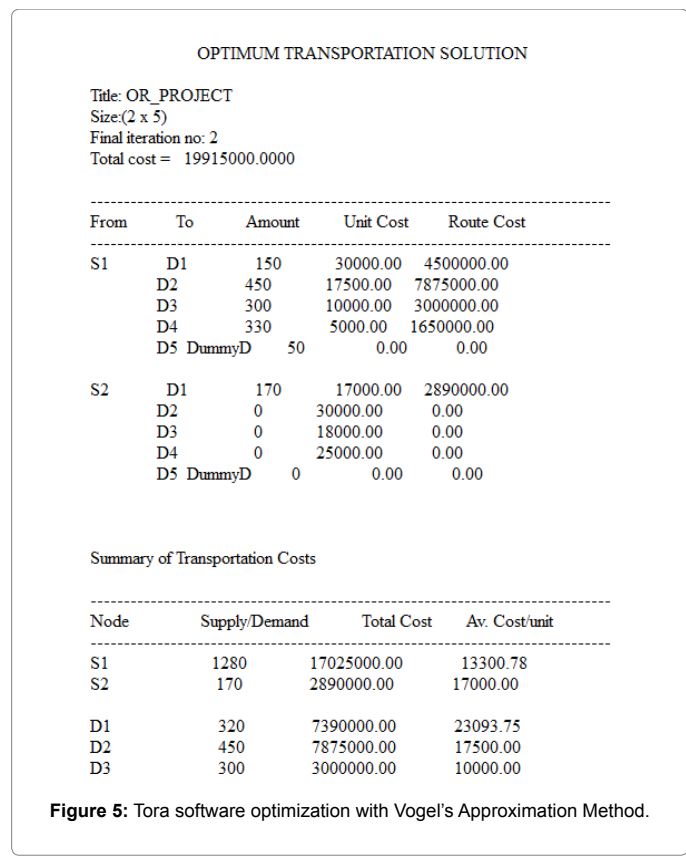 OPTIMUM TRANSPORTATION SOLUTION
Title: OR_PROJECT
Size:(2 x 5)
Final iteration no: 2
Total cost = 19915000.0000
From To Amount Unit Cost Route Cost
S1 D1 150 30000.00 4500000.00
D2 450 17500.00 7875000.00
D3 300 10000.00 3000000.00
D4 330 5000.00 1650000.00
D5 DummyD 50 0.00 0.00
S2 D1 170 17000.00 2890000.00
D2 0 30000.00 0.00
D3 0 18000.00 0.00
D4 0 25000.00 0.00
D5 DummyD 0 0.00 0.00
Summary of Transportation Costs
Node Supply/Demand Total Cost Av. Cost/unit
S1 1280 17025000.00 13300.78
S2 170 2890000.00 17000.00
D1 320 7390000.00 23093.75
D2 450 7875000.00 17500.00
D3 300 3000000.00 10000.00
Figure 5: Tora software optimization with Vogel's Approximation Method.